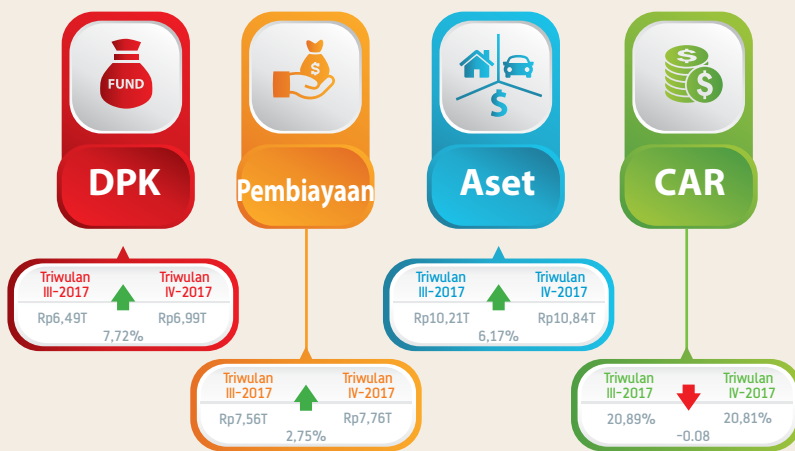 FUND
$
$
$
$
DPK
Pembiayaan
Aset
CAR
Triwulan
III-2017
Triwulan
IV-2017
Rp6,49T
Rp6,99T
7,72%
Triwulan
III-2017
Triwulan
IV-2017
Rp7,56T
Rp7,76T
2,75%
Triwulan
III-2017
Triwulan
IV-2017
Rp10,21T
Rp10,84T
6,17%
Triwulan
III-2017
Triwulan
IV-2017
20,89%
20,81%
-0.08